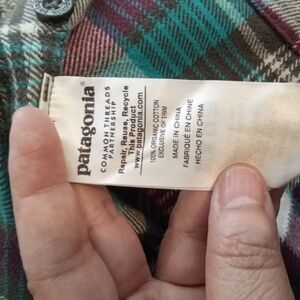 patagonia®
COMMON THREADS
PARTNERSHIP
Repair, Reuse, Recycle
This Product
www.patagonia.com
100% ORGANIC COTTON
EXCLUSIVE OF TRIM
MADE IN CHINA
FABRIQUÉ EN CHINE
HECHO EN CHINA